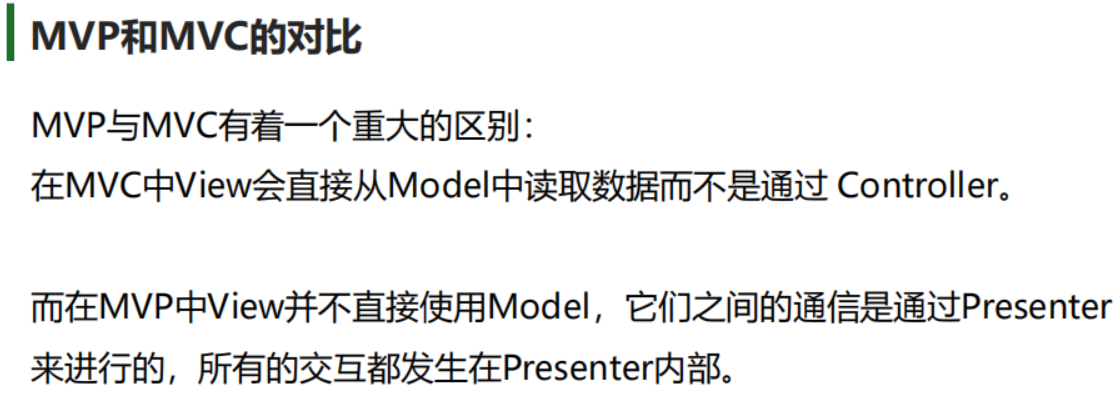 MVP和MVC的对比
MVP与MVC有着一个重大的区别：
在MVC中View会直接从Model中读取数据而不是通过 Controller。
而在MVP中View并不直接使用Model，它们之间的通信是通过Presenter
来进行的，所有的交互都发生在Presenter内部。